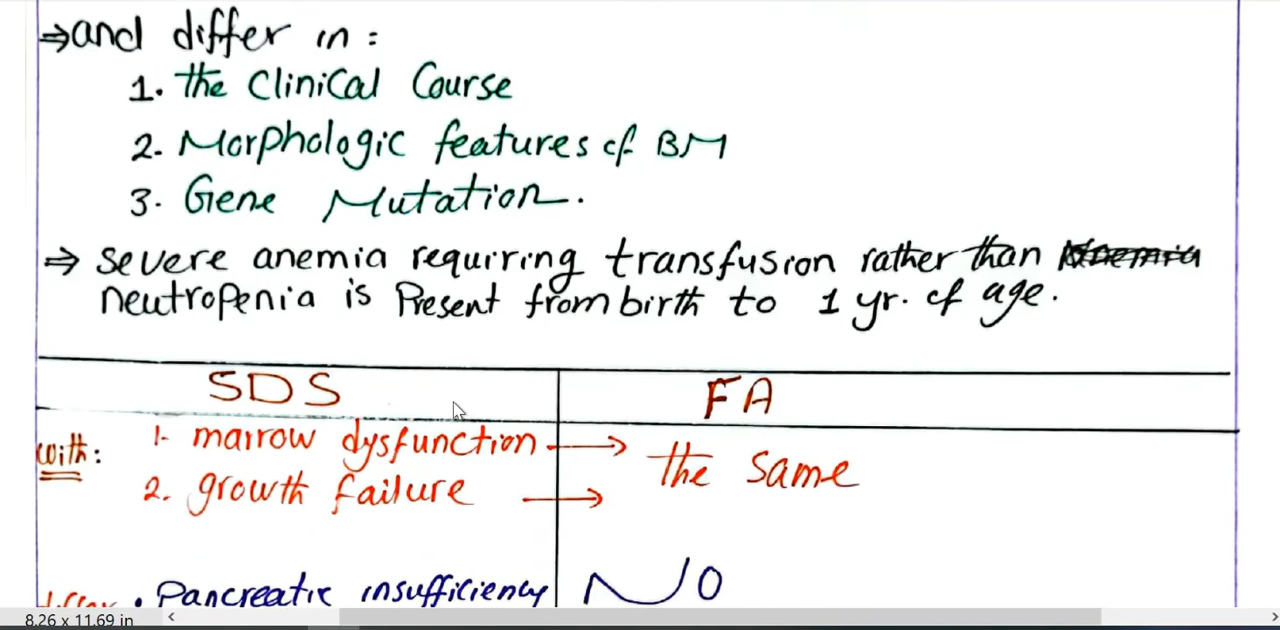 ⇒ and differ in :
1. the Clinical Course
2. Morphologic features of BM
3. Gene Mutation.
⇒ severe anemia requrring transfusion rather than
neutropenia is Present from birth to 1 yr. of age.
SDS FA
with: 1- marrow dysfunction → the same
2. growth failure →
• Pancreatic insufficiency NO
8.26 x 11.69 in